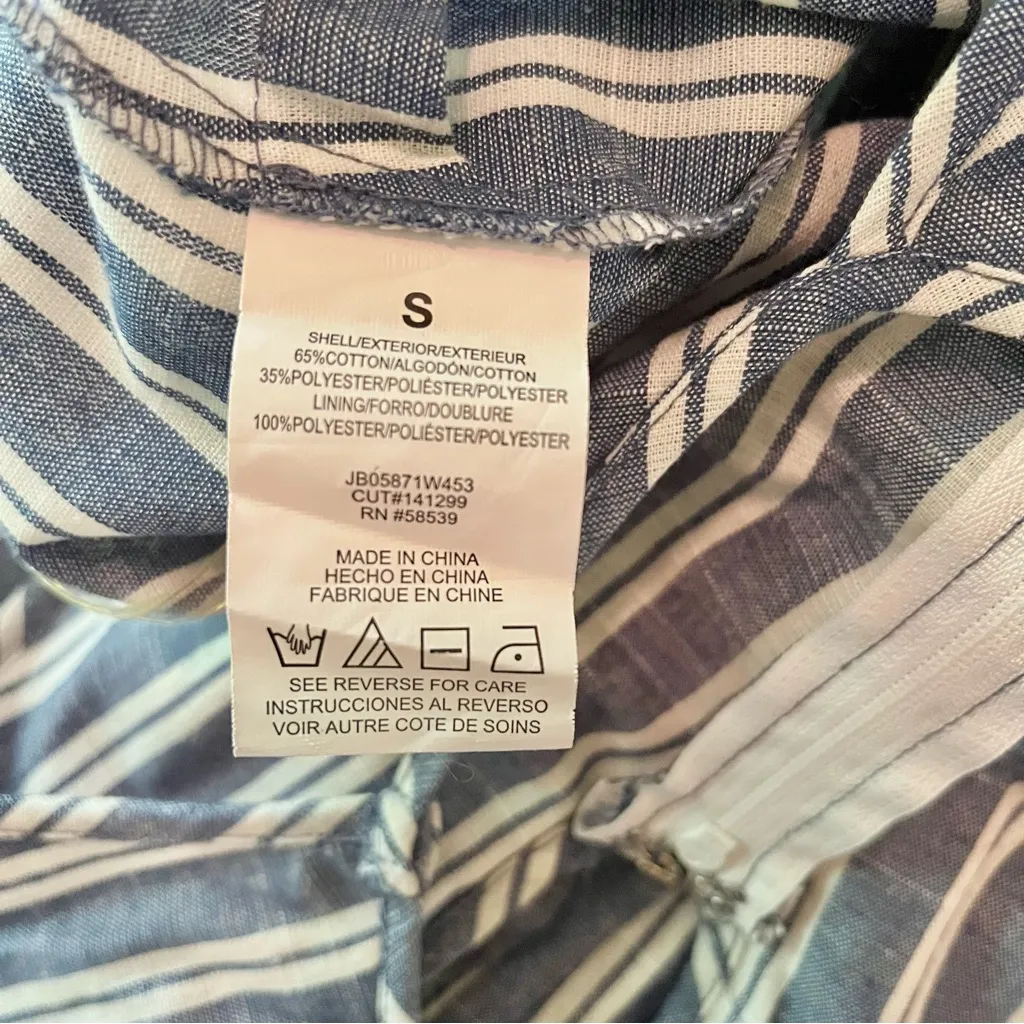 S
SHELL/EXTERIOR/EXTERIEUR
65%COTTON/ALGODÓN/COTTON
35%POLYESTER/POLIÉSTER/POLYESTER
LINING/FORRO/DOUBLURE
100%POLYESTER/POLIÉSTER/POLYESTER
JB05871W453
CUT#141299
RN #58539
MADE IN CHINA
HECHO EN CHINA
FABRIQUE EN CHINE
SEE REVERSE FOR CARE
INSTRUCCIONES AL REVERSO
VOIR AUTRE COTE DE SOINS